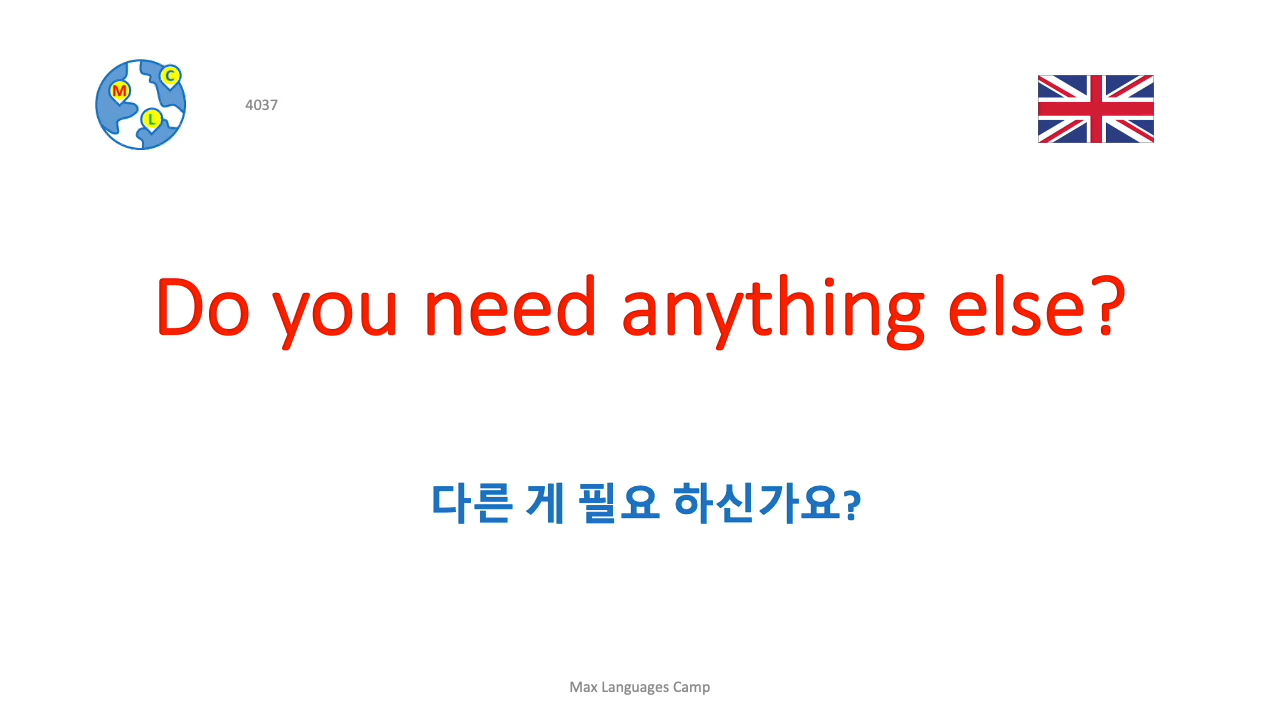 M
C
L
4037
Do you need anything else?
다른 게 필요 하신가요?
Max Languages Camp